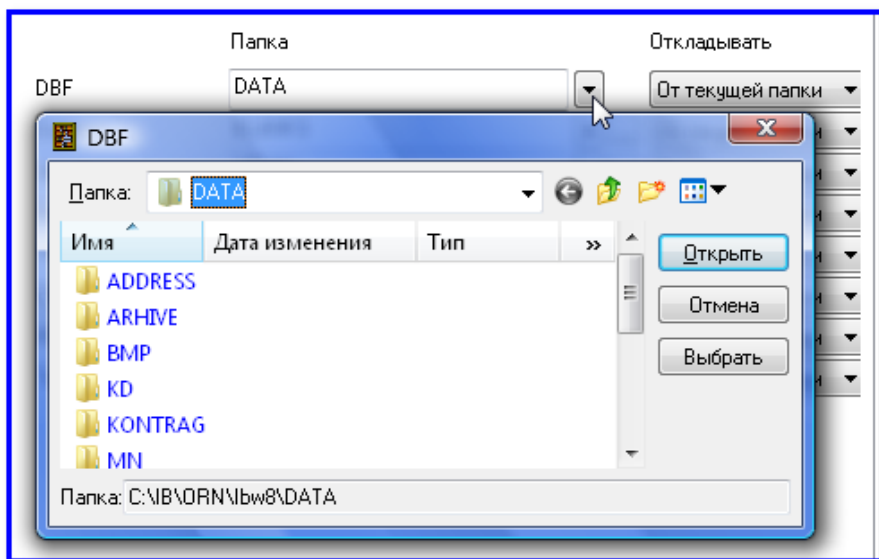 Папка Откладывать
DBF DATA От текущей папки
DBF
Папка: DATA
Имя Дата изменения Тип »
ADDRESS
Открыть
ARHIVE
Отмена
BMP
Выбрать
KD
KONTRAG
MN
Папка: C:\IB\ORN\Ibw8\DATA